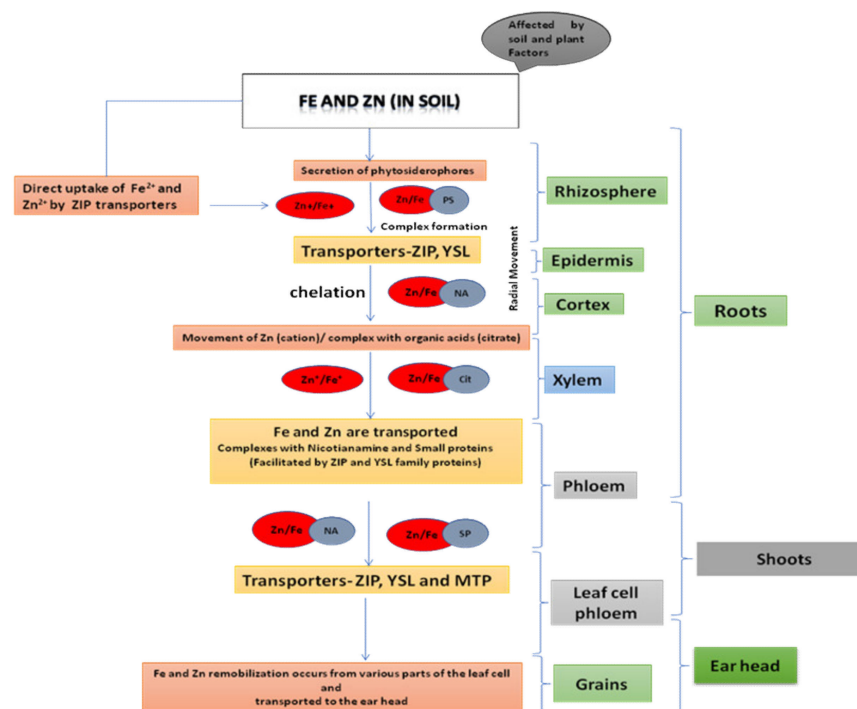 Affected by
soil and plant
Factors
FE AND ZN (IN SOIL)
Secretion of phytosiderophores
Direct uptake of Fe²⁺ and
Zn²⁺ by ZIP transporters
Zn+/Fe+
Zn/Fe
PS
Complex formation
Rhizosphere
Transporters-ZIP, YSL
Epidermis
Radial Movement
chelation
Zn/Fe
NA
Cortex
Roots
Movement of Zn (cation)/ complex with organic acids (citrate)
Zn⁺/Fe⁺
Zn/Fe
Cit
Xylem
Fe and Zn are transported
Complexes with Nicotianamine and Small proteins
(Facilitated by ZIP and YSL family proteins)
Phloem
Zn/Fe
NA
Zn/Fe
SP
Shoots
Transporters- ZIP, YSL and MTP
Leaf cell
phloem
Ear head
Fe and Zn remobilization occurs from various parts of the leaf cell
and
transported to the ear head
Grains